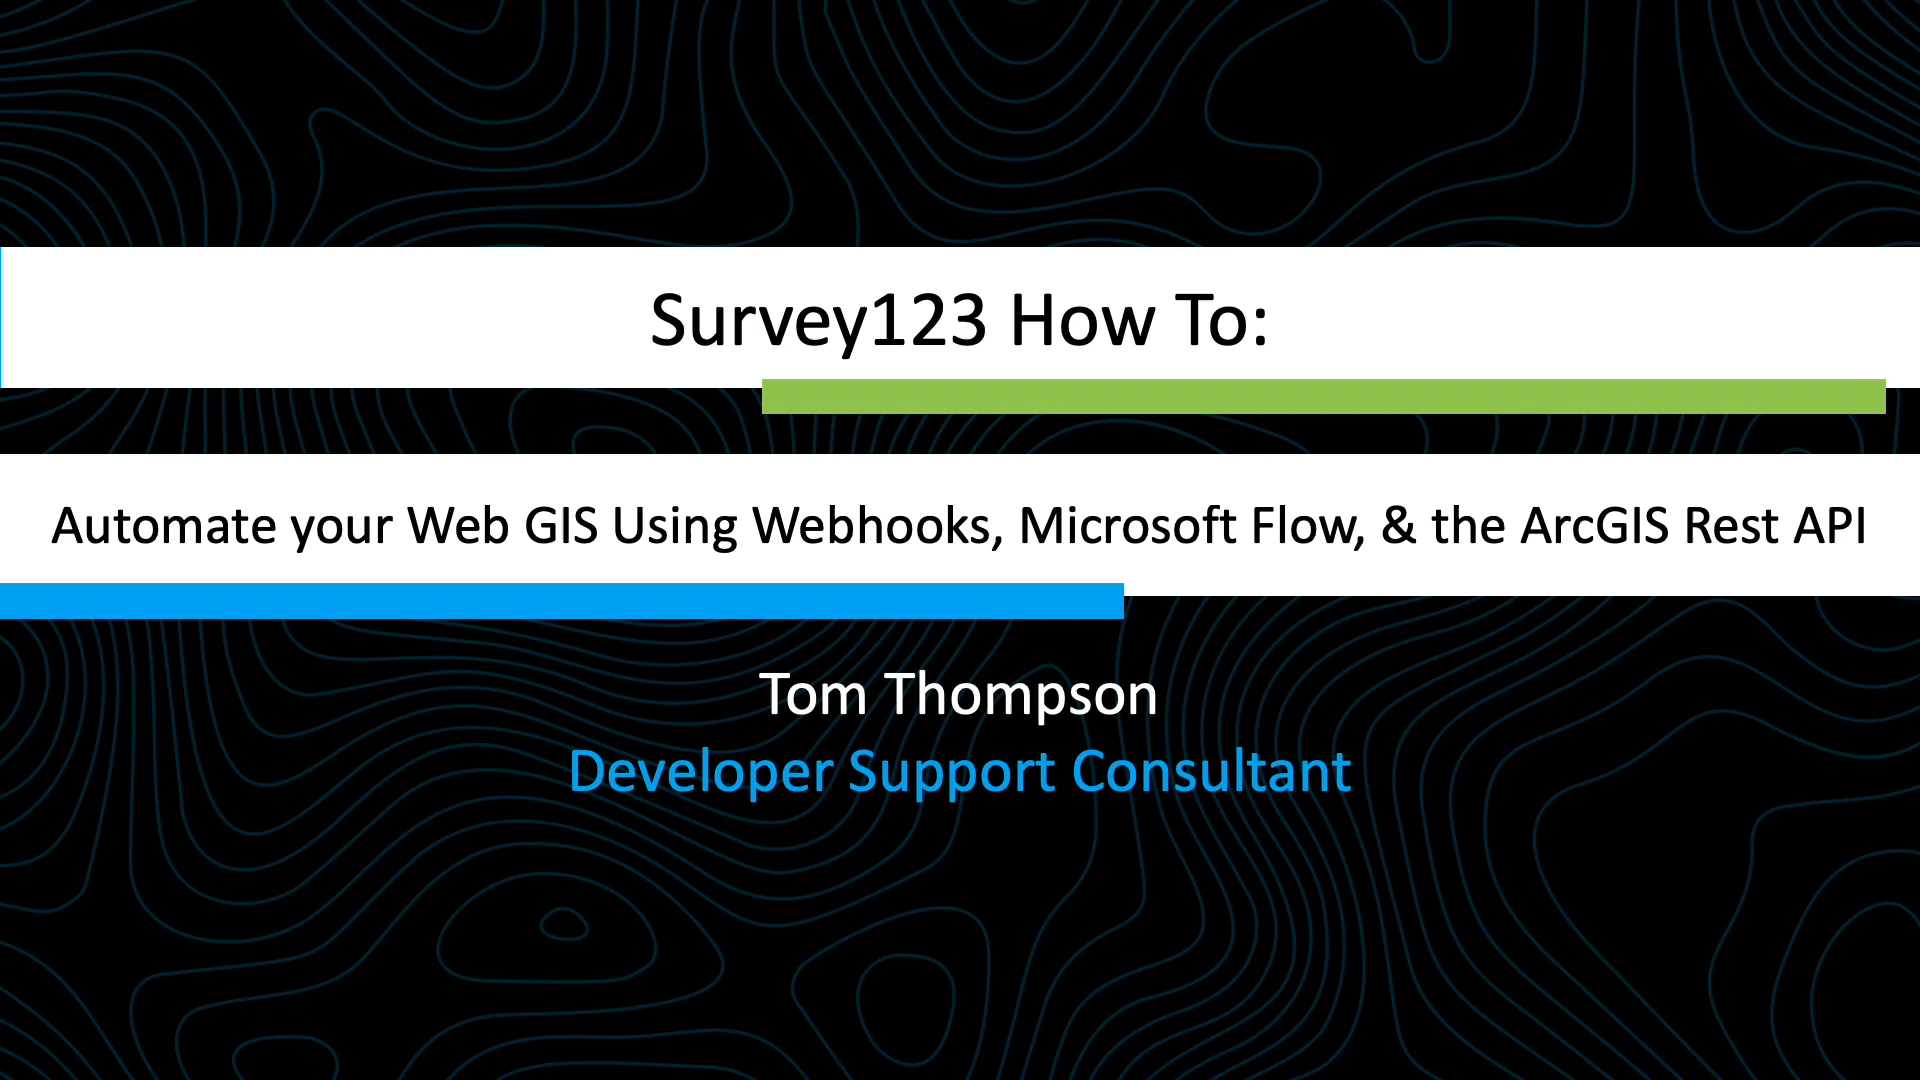 Survey123 How To:
Automate your Web GIS Using Webhooks, Microsoft Flow, & the ArcGIS Rest API
Tom Thompson
Developer Support Consultant